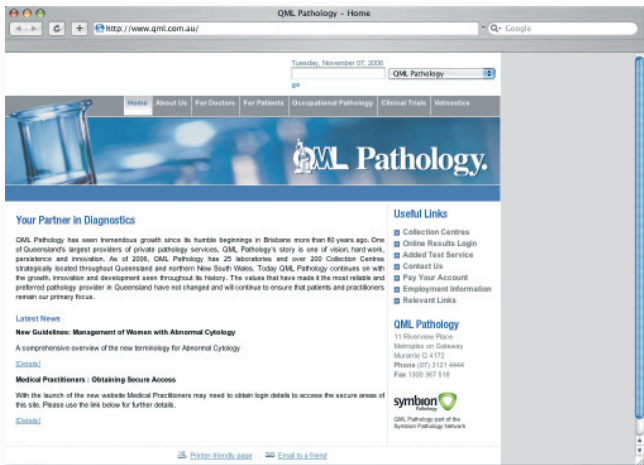 QML Pathology – Home
http://www.qml.com.au/
Google
Tuesday, November 07, 2006
QML Pathology
go
Home About Us For Doctors For Patients Occupational Pathology Clinical Trials Vetnostics
QML Pathology.
Your Partner in Diagnostics
QML Pathology has seen tremendous growth since its humble beginnings in Brisbane more than 80 years ago. One
of Queensland's largest providers of private pathology services, QML Pathology's story is one of vision, hard work,
persistence and innovation. As of 2006, QML Pathology has 25 laboratories and over 200 Collection Centres
strategically located throughout Queensland and northern New South Wales. Today QML Pathology continues on with
the growth, innovation and development seen throughout its history. The values that have made it the most reliable and
preferred pathology provider in Queensland have not changed and will continue to ensure that patients and practitioners
remain our primary focus.
Latest News
New Guidelines: Management of Women with Abnormal Cytology
A comprehensive overview of the new terminology for Abnormal Cytology
[Details]
Medical Practitioners : Obtaining Secure Access
With the launch of the new website Medical Practitioners may need to obtain login details to access the secure areas of
this site. Please use the link below for further details.
[Details]
Useful Links
Collection Centres
Online Results Login
Added Test Service
Contact Us
Pay Your Account
Employment Information
Relevant Links
QML Pathology
11 Riverview Place
Metroplex on Gateway
Murarrie Q 4172
Phone (07) 3121 4444
Fax 1300 367 518
symbion
Pathology
QML Pathology part of the
Symbion Pathology Network
Printer-friendly page Email to a friend